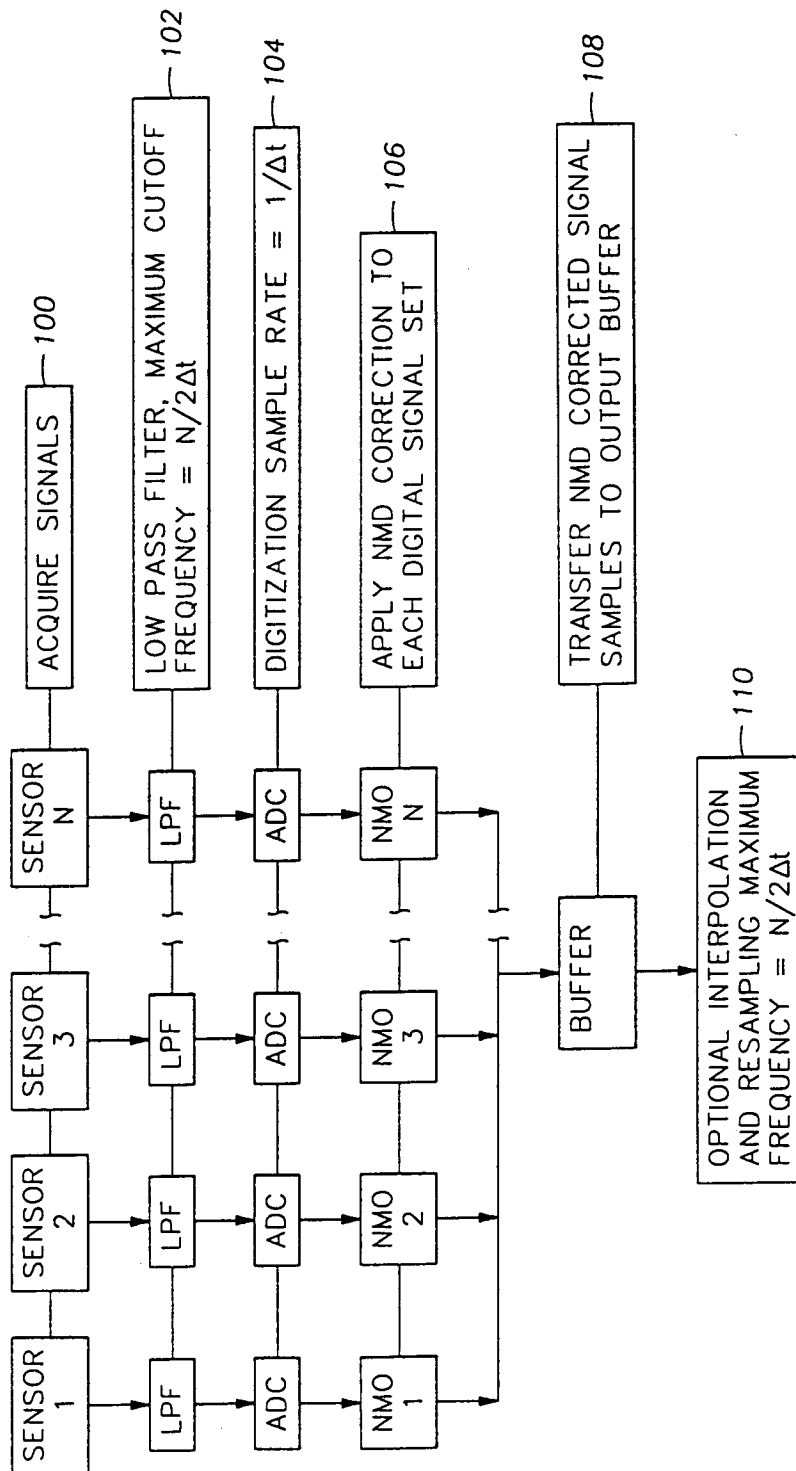 SENSOR
1
SENSOR
2
SENSOR
3
SENSOR
N
ACQUIRE SIGNALS
100
LPF
LPF
LPF
LPF
LOW PASS FILTER, MAXIMUM CUTOFF
FREQUENCY = N/2Δt
102
ADC
ADC
ADC
ADC
DIGITIZATION SAMPLE RATE = 1/Δt
104
NMO
1
NMO
2
NMO
3
NMO
N
APPLY NMD CORRECTION TO
EACH DIGITAL SIGNAL SET
106
BUFFER
TRANSFER NMD CORRECTED SIGNAL
SAMPLES TO OUTPUT BUFFER
108
OPTIONAL INTERPOLATION
AND RESAMPLING MAXIMUM
FREQUENCY = N/2Δt
110